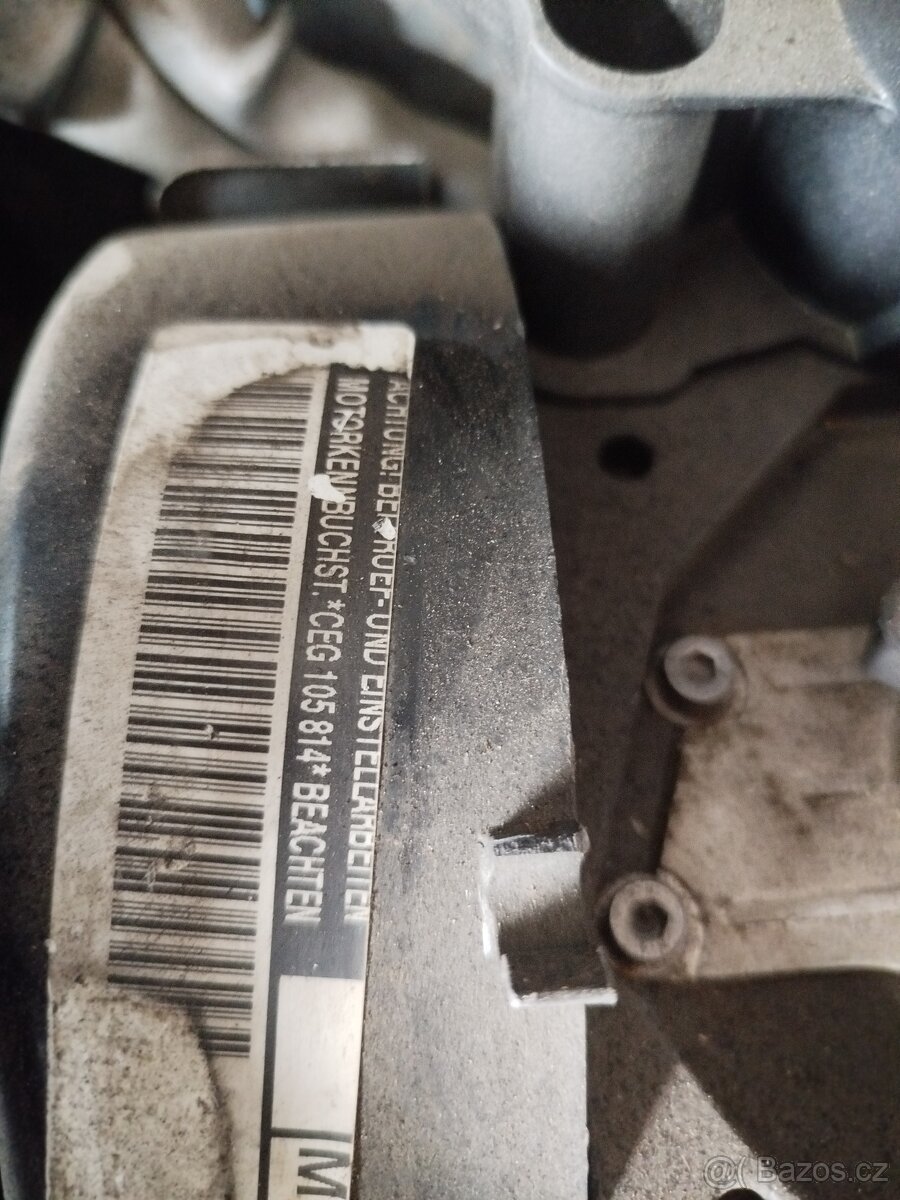 ACHTUNG! BEI PRUEF- UND EINSTELLARBEITEN
MOTORKENNBUCHST. *CEG 105 814* BEACHTEN
M
@( Bazos.cz